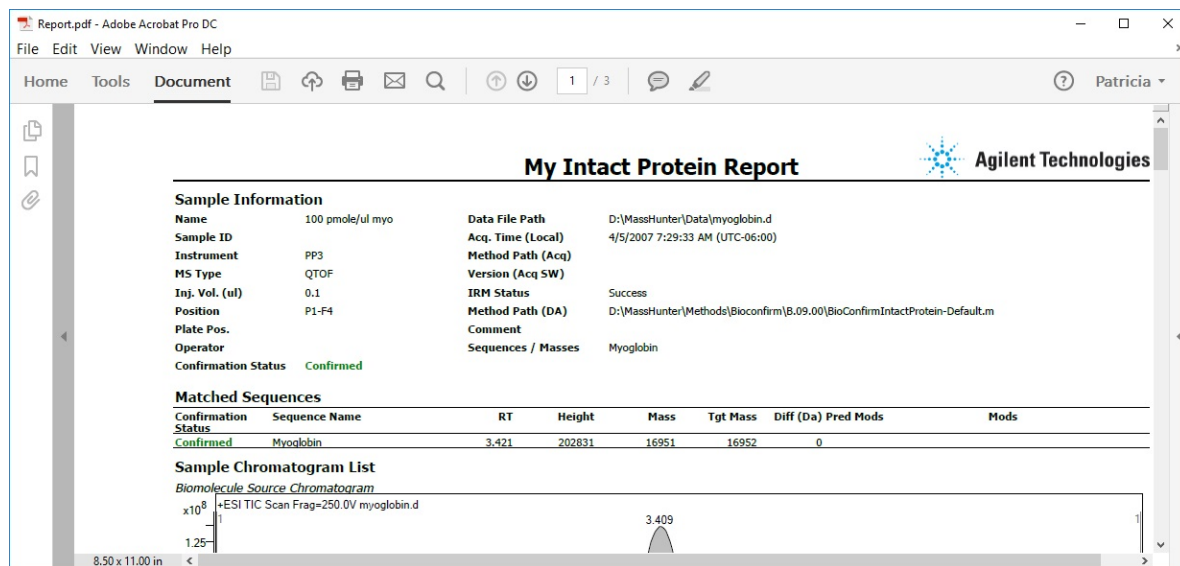 Report.pdf - Adobe Acrobat Pro DC
File Edit View Window Help
Home Tools Document 1 / 3 Patricia
My Intact Protein Report
Agilent Technologies
Sample Information
Name 100 pmole/ul myo Data File Path D:\MassHunter\Data\myoglobin.d
Sample ID Acq. Time (Local) 4/5/2007 7:29:33 AM (UTC-06:00)
Instrument PP3 Method Path (Acq)
MS Type QTOF Version (Acq SW)
Inj. Vol. (ul) 0.1 IRM Status Success
Position P1-F4 Method Path (DA) D:\MassHunter\Methods\Bioconfirm\B.09.00\BioConfirmIntactProtein-Default.m
Plate Pos. Comment
Operator Sequences / Masses Myoglobin
Confirmation Status Confirmed
Matched Sequences
Confirmation Status Sequence Name RT Height Mass Tgt Mass Diff (Da) Pred Mods Mods
Confirmed Myoglobin 3.421 202831 16951 16952 0
Sample Chromatogram List
Biomolecule Source Chromatogram
x10⁸ +ESI TIC Scan Frag=250.0V myoglobin.d
1 3.409 1
1.25
8.50 x 11.00 in